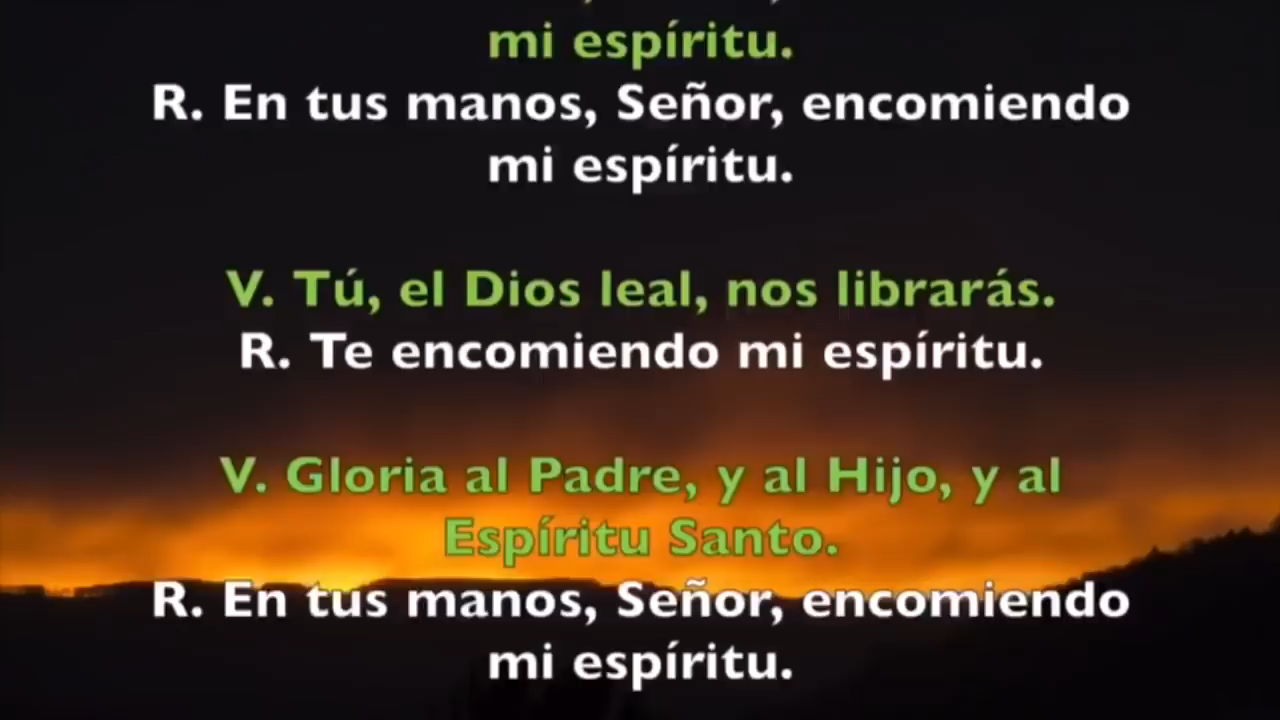 mi espíritu.
R. En tus manos, Señor, encomiendo
mi espíritu.
V. Tú, el Dios leal, nos librarás.
R. Te encomiendo mi espíritu.
V. Gloria al Padre, y al Hijo, y al
Espíritu Santo.
R. En tus manos, Señor, encomiendo
mi espíritu.